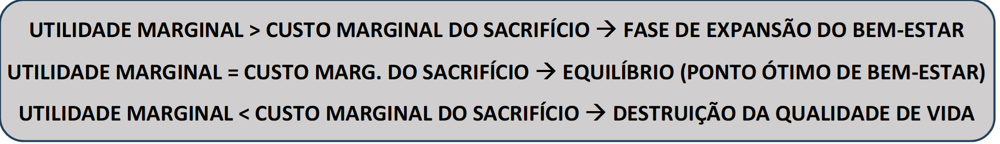 UTILIDADE MARGINAL > CUSTO MARGINAL DO SACRIFÍCIO → FASE DE EXPANSÃO DO BEM-ESTAR
UTILIDADE MARGINAL = CUSTO MARG. DO SACRIFÍCIO → EQUILÍBRIO (PONTO ÓTIMO DE BEM-ESTAR)
UTILIDADE MARGINAL < CUSTO MARGINAL DO SACRIFÍCIO → DESTRUIÇÃO DA QUALIDADE DE VIDA